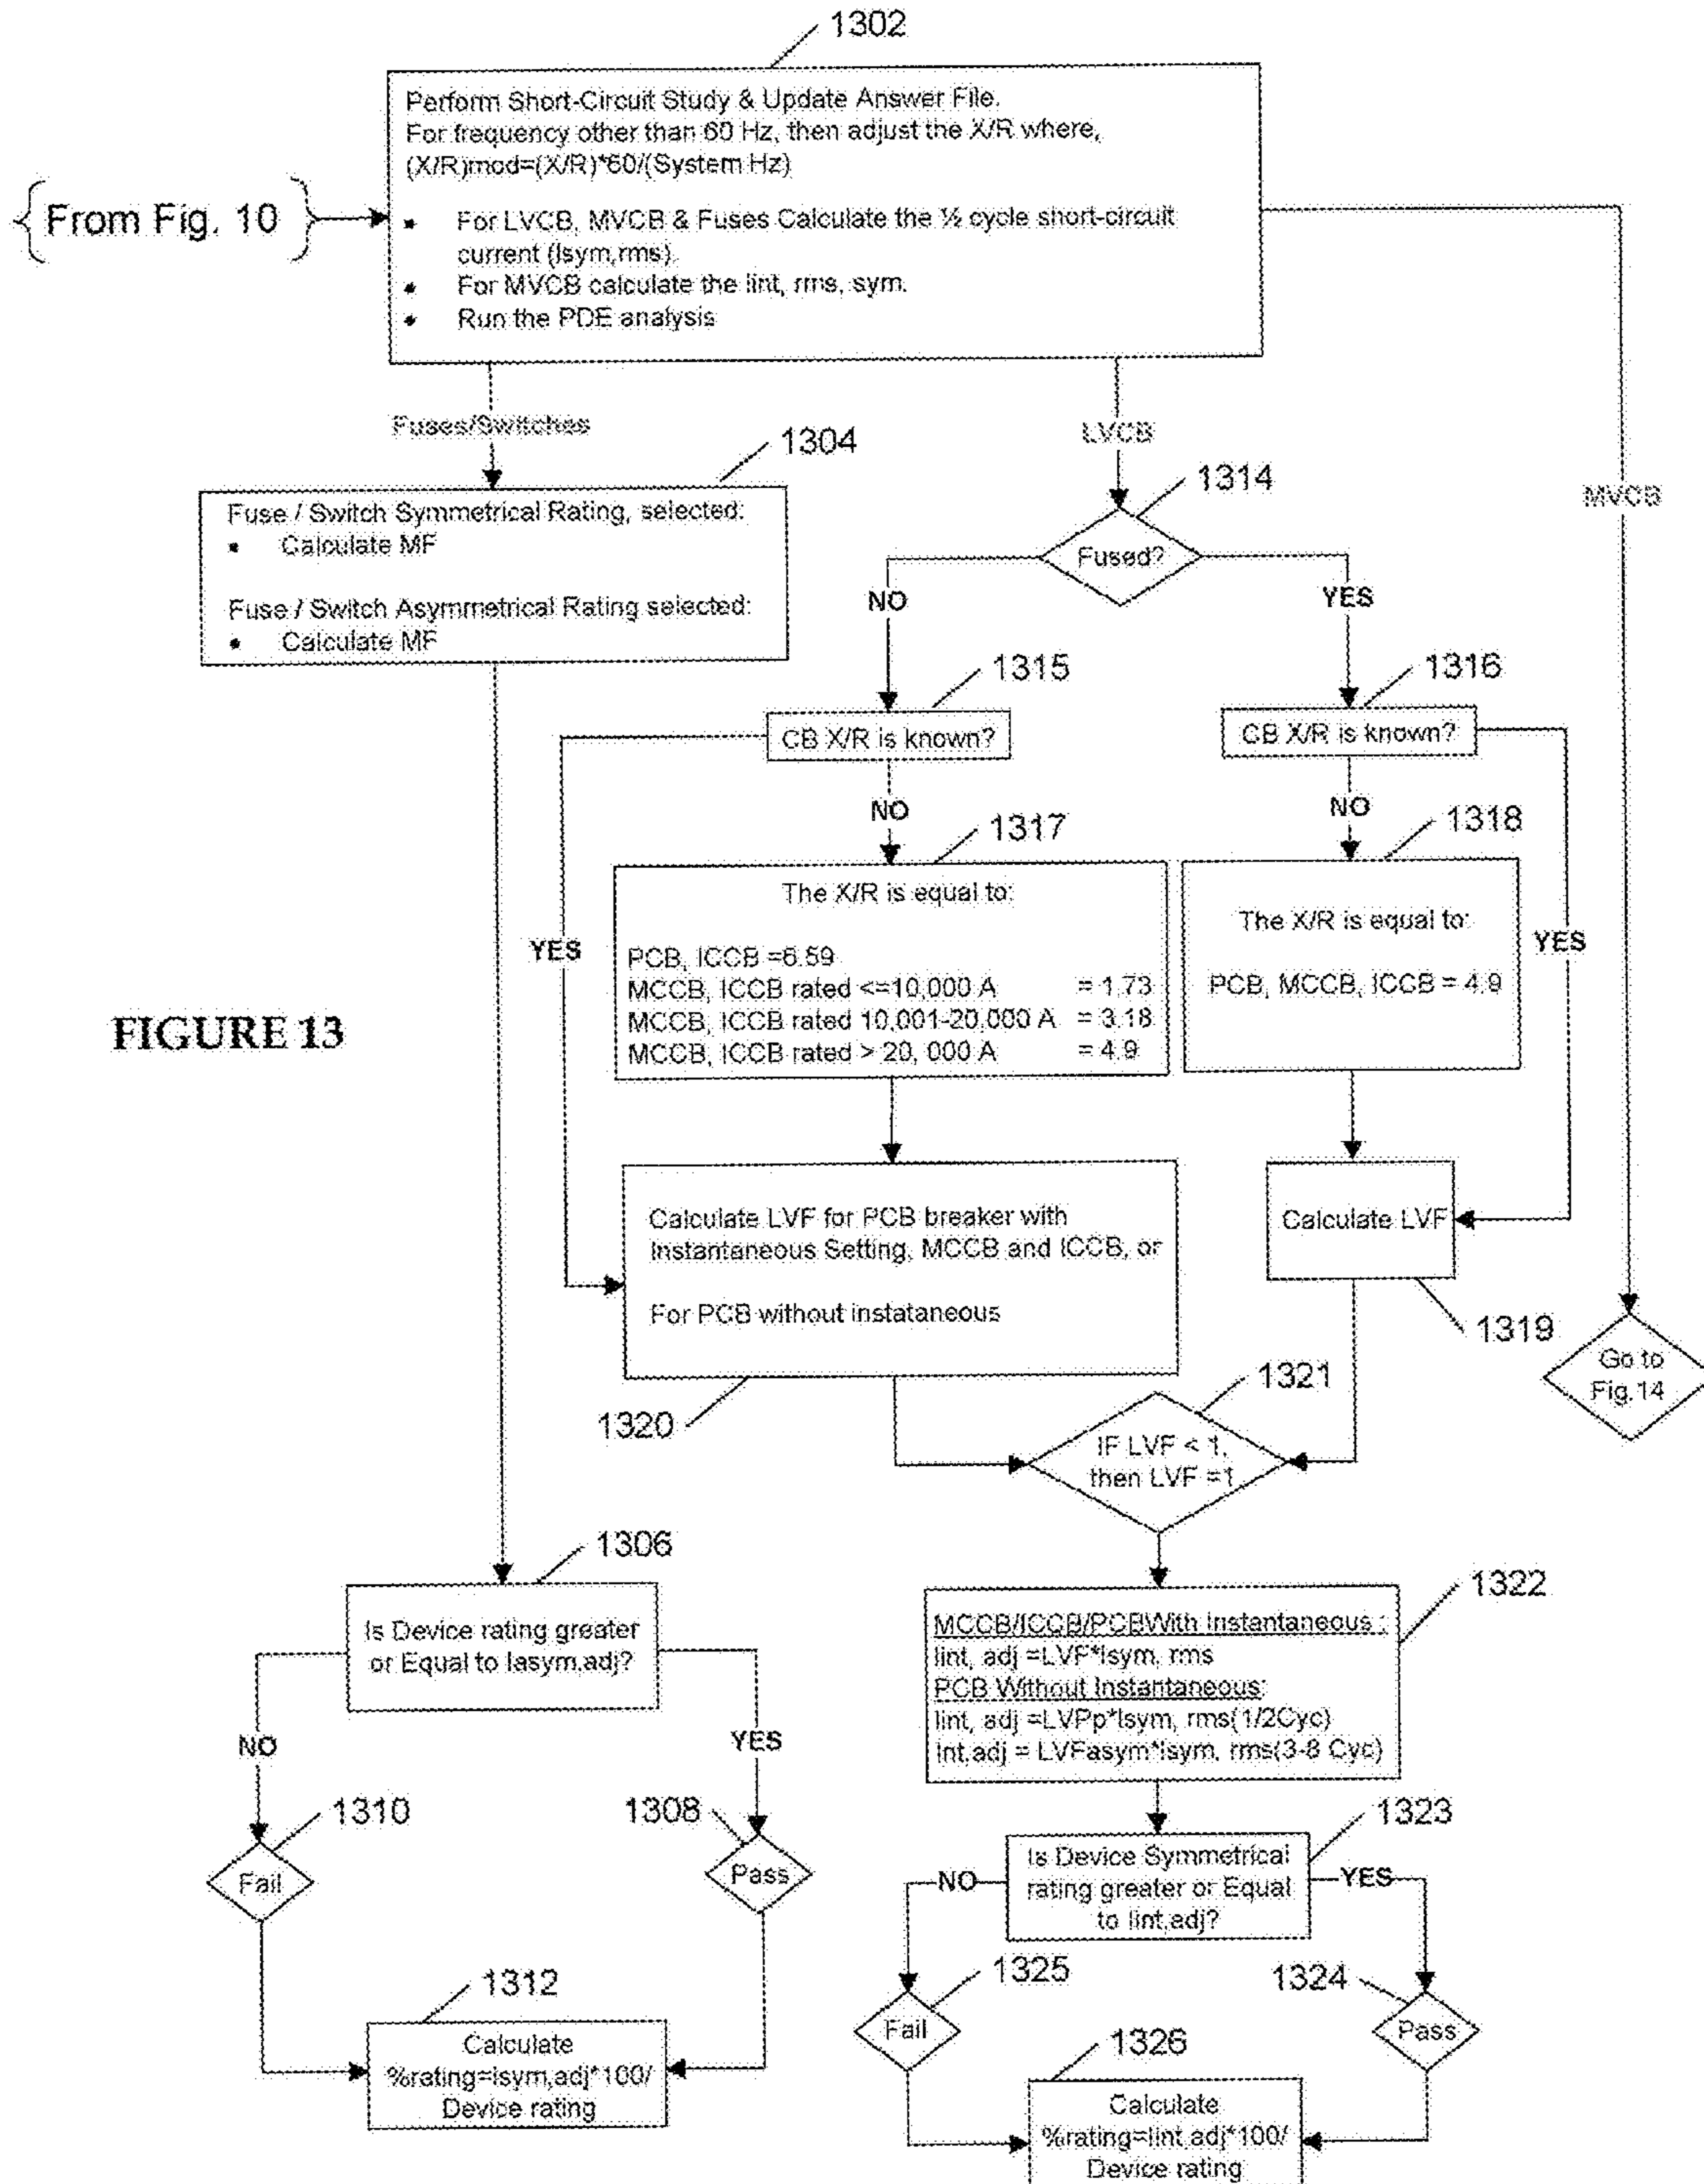 1302
Perform Short-Circuit Study & Update Answer File.
For frequency other than 60 Hz, then adjust the X/R where,
(X/R)mod=(X/R)*60/(System Hz)
{From Fig. 10}
• For LVCB, MVCB & Fuses Calculate the ½ cycle short-circuit
current (Isym,rms).
• For MVCB calculate the Iint, rms, sym.
• Run the PDE analysis
Fuses/Switches
LVCB
MVCB
1304
Fuse / Switch Symmetrical Rating, selected:
• Calculate MF
Fuse / Switch Asymmetrical Rating selected:
• Calculate MF
1314
Fused?
NO
YES
1315
CB X/R is known?
1316
CB X/R is known?
NO
NO
YES
YES
1317
The X/R is equal to:
PCB, ICCB =6.59
MCCB, ICCB rated <=10,000 A = 1.73
MCCB, ICCB rated 10,001-20,000 A = 3.18
MCCB, ICCB rated > 20, 000 A = 4.9
1318
The X/R is equal to:
PCB, MCCB, ICCB = 4.9
FIGURE 13
Calculate LVF for PCB breaker with
Instantaneous Setting, MCCB and ICCB, or
For PCB without instataneous
1320
Calculate LVF
1319
Go to
Fig.14
1321
IF LVF < 1,
then LVF =1
1306
Is Device rating greater
or Equal to Iasym,adj?
NO
YES
1310
Fail
1308
Pass
1312
Calculate
%rating=Isym,adj*100/
Device rating
1322
MCCB/ICCB/PCBWith Instantaneous :
Iint, adj =LVF*Isym, rms
PCB Without Instantaneous:
Iint, adj =LVPp*Isym, rms(1/2Cyc)
Int,adj = LVFasym*Isym, rms(3-8 Cyc)
1323
Is Device Symmetrical
rating greater or Equal
to Iint,adj?
NO
YES
1325
Fail
1324
Pass
1326
Calculate
%rating=Iint,adj*100/
Device rating